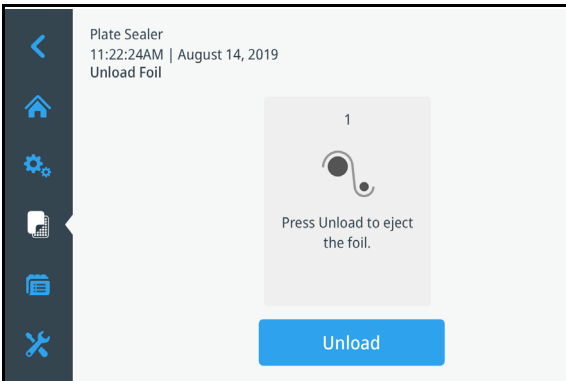 Plate Sealer
11:22:24AM | August 14, 2019
Unload Foil
1
Press Unload to eject
the foil.
Unload